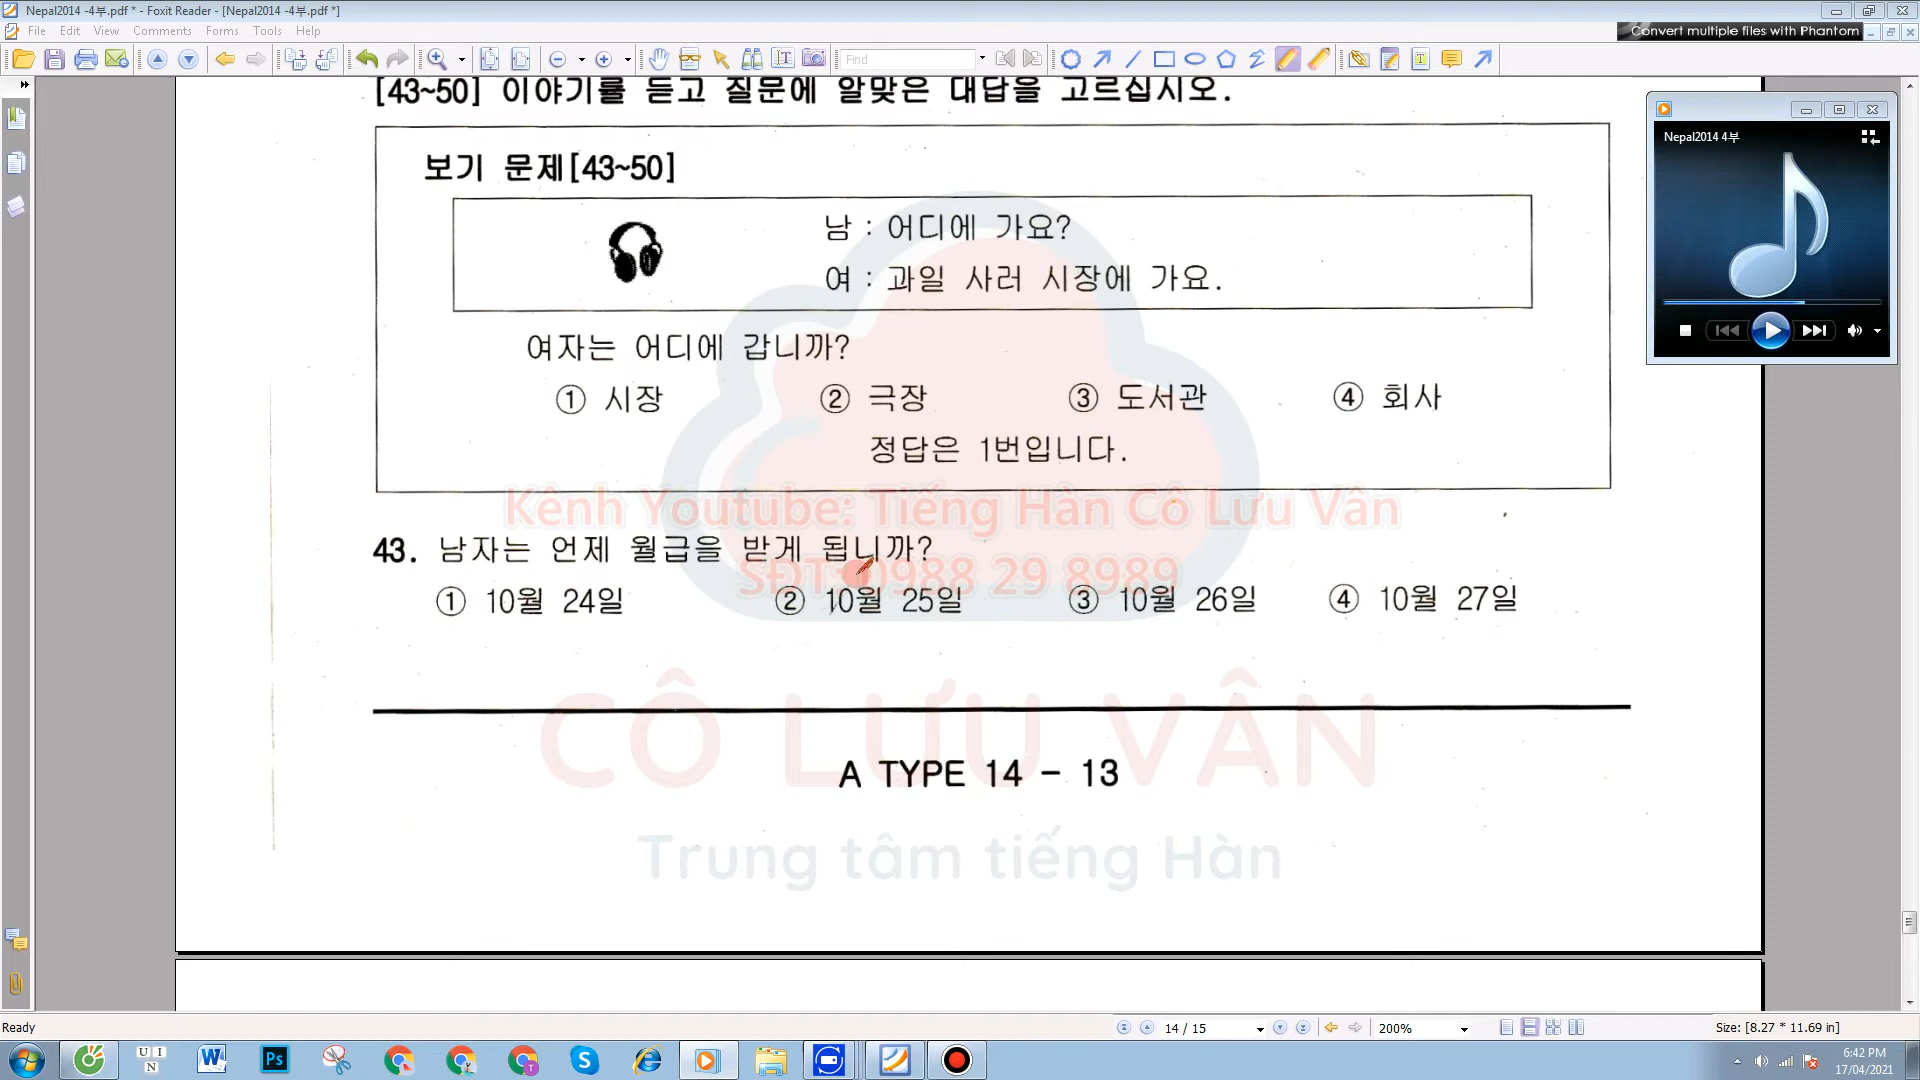 Nepal2014 -4부.pdf * - Foxit Reader - [Nepal2014 -4부.pdf *]
File Edit View Comments Forms Tools Help
Convert multiple files with Phantom
Find
[43~50] 이야기를 듣고 질문에 알맞은 대답을 고르십시오.
Nepal2014 4부
보기 문제[43~50]
남 : 어디에 가요?
여 : 과일 사러 시장에 가요.
여자는 어디에 갑니까?
① 시장 ② 극장 ③ 도서관 ④ 회사
정답은 1번입니다.
Kênh Youtube: Tiếng Hàn Cô Lưu Vân
43. 남자는 언제 월급을 받게 됩니까?
SĐT: 0988 29 8989
① 10월 24일 ② 10월 25일 ③ 10월 26일 ④ 10월 27일
CÔ LƯU VÂN
A TYPE 14 - 13
Trung tâm tiếng Hàn
Ready 14 / 15 200% Size: [8.27 * 11.69 in]
U I
N
6:42 PM
17/04/2021